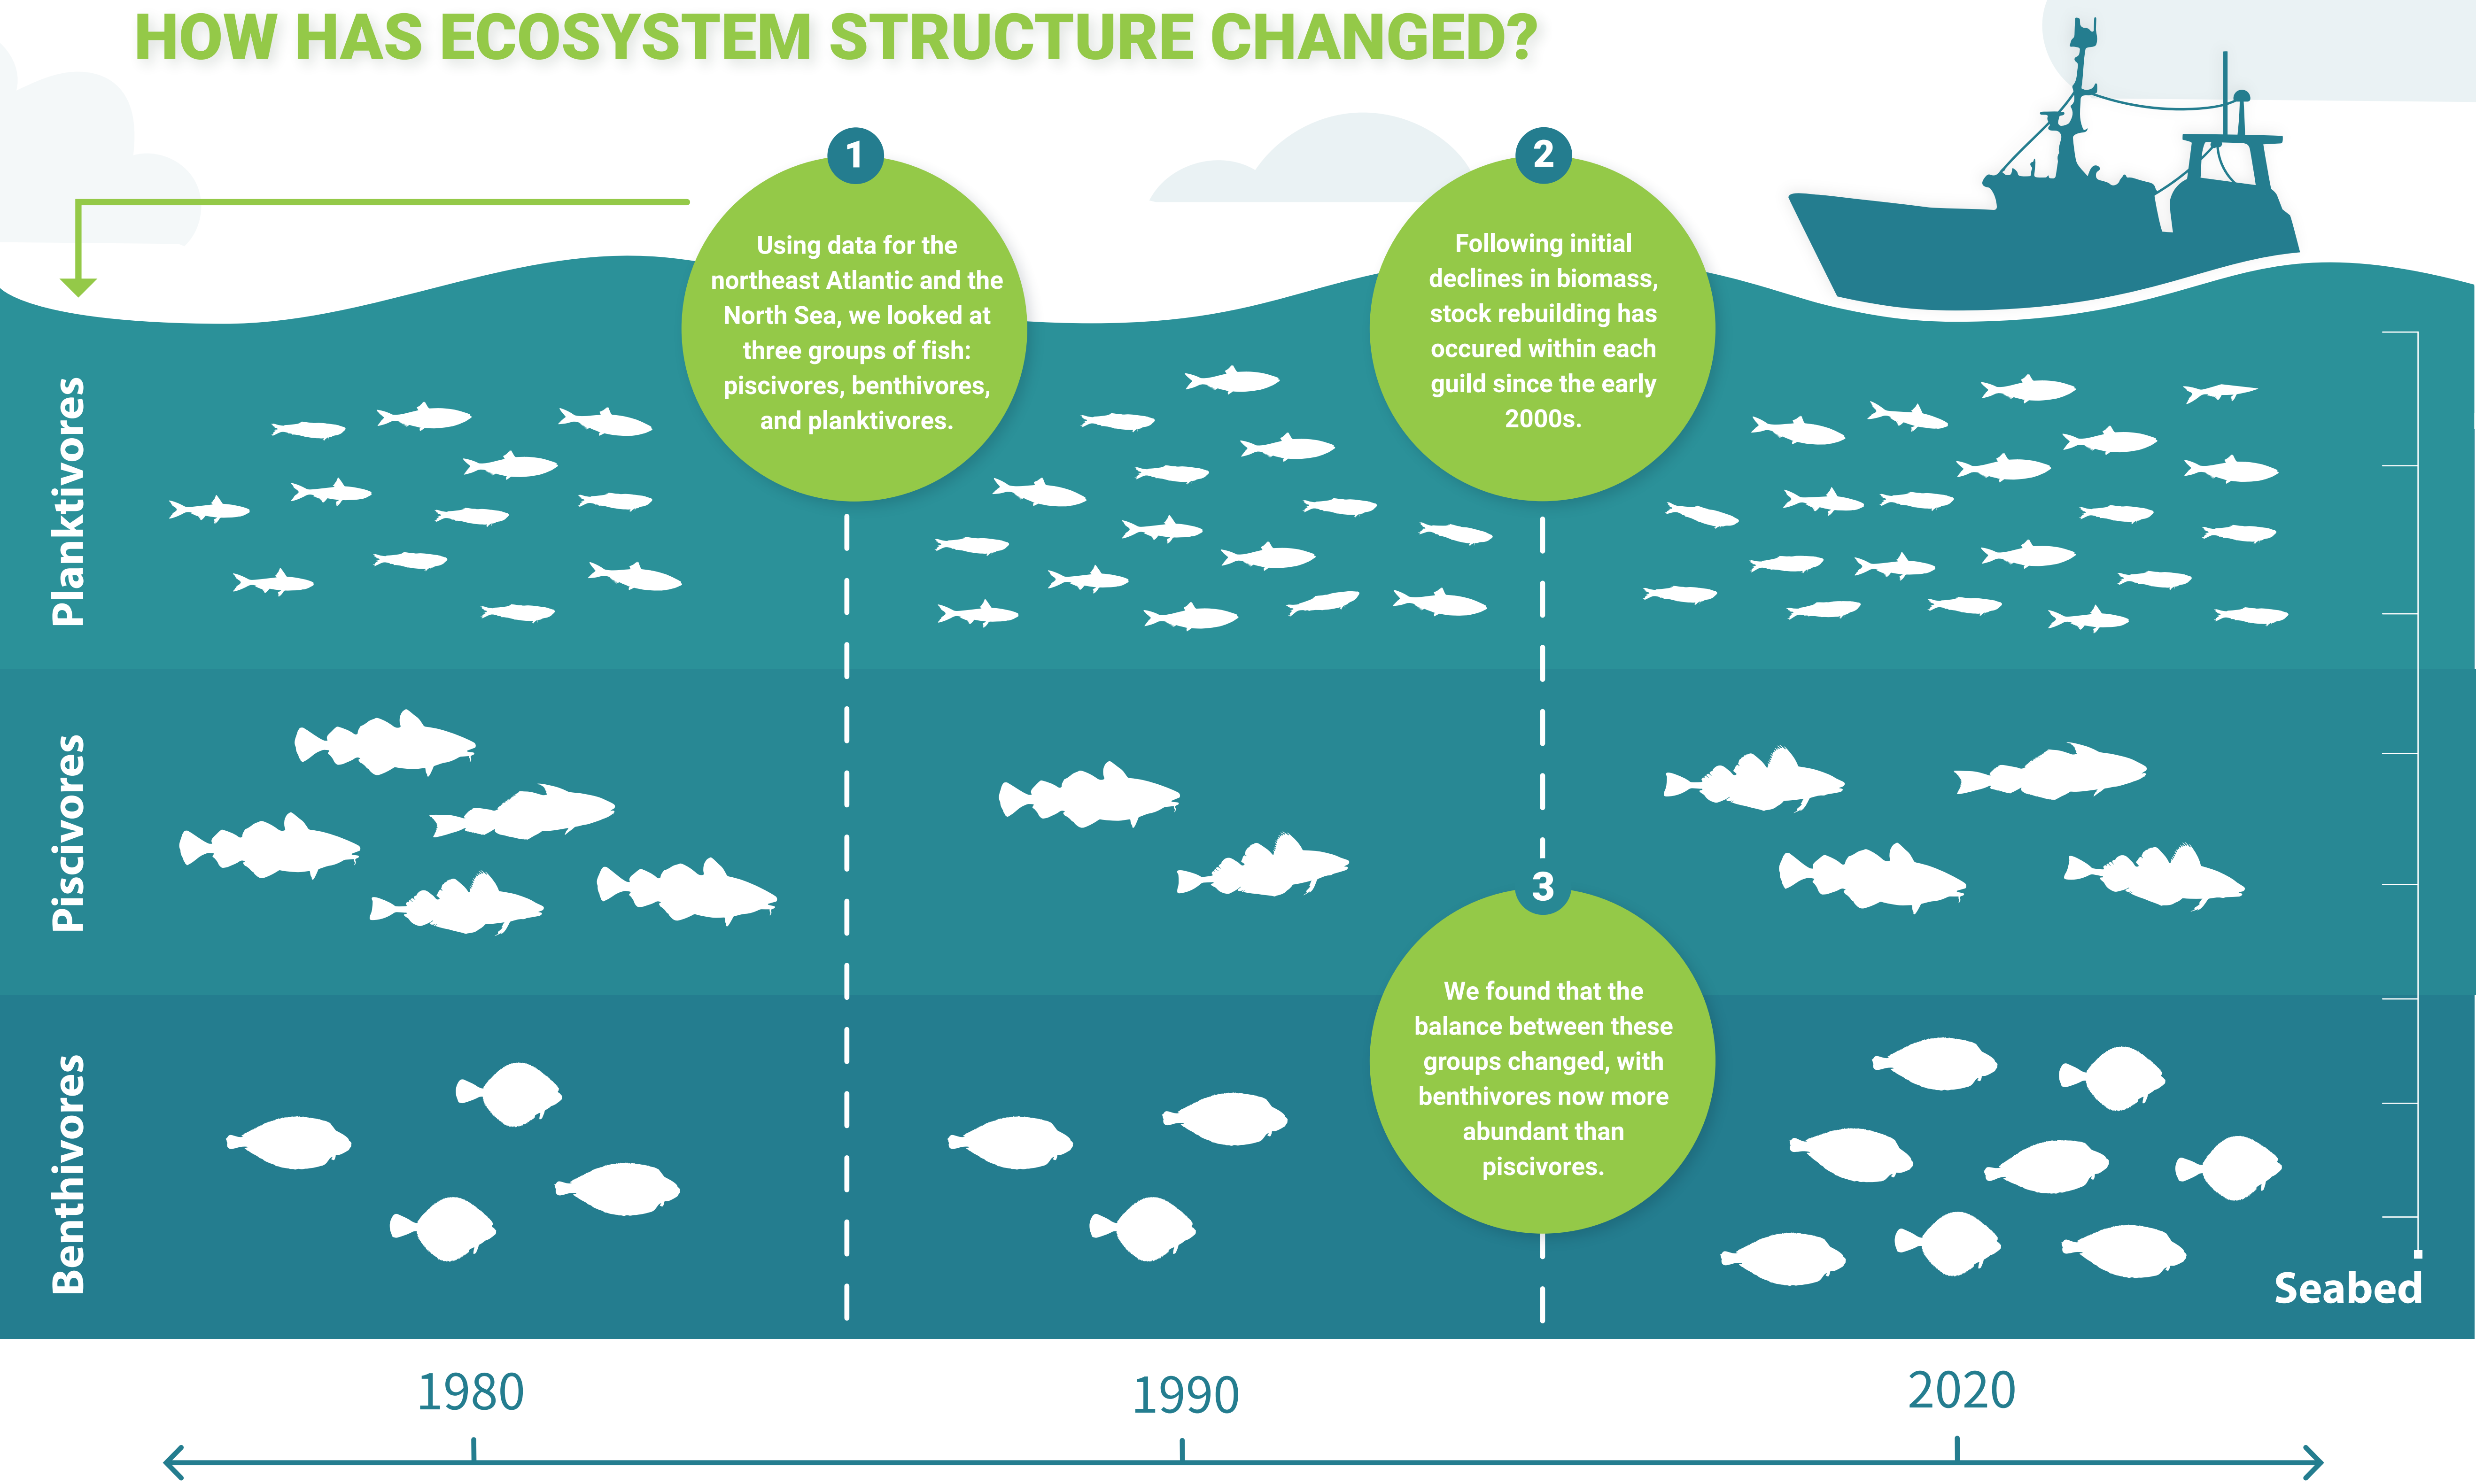 HOW HAS ECOSYSTEM STRUCTURE CHANGED?
1
Using data for the
northeast Atlantic and the
North Sea, we looked at
three groups of fish:
piscivores, benthivores,
and planktivores.
2
Following initial
declines in biomass,
stock rebuilding has
occured within each
guild since the early
2000s.
Planktivores
Piscivores
3
We found that the
balance between these
groups changed, with
benthivores now more
abundant than
piscivores.
Benthivores
Seabed
1980
1990
2020